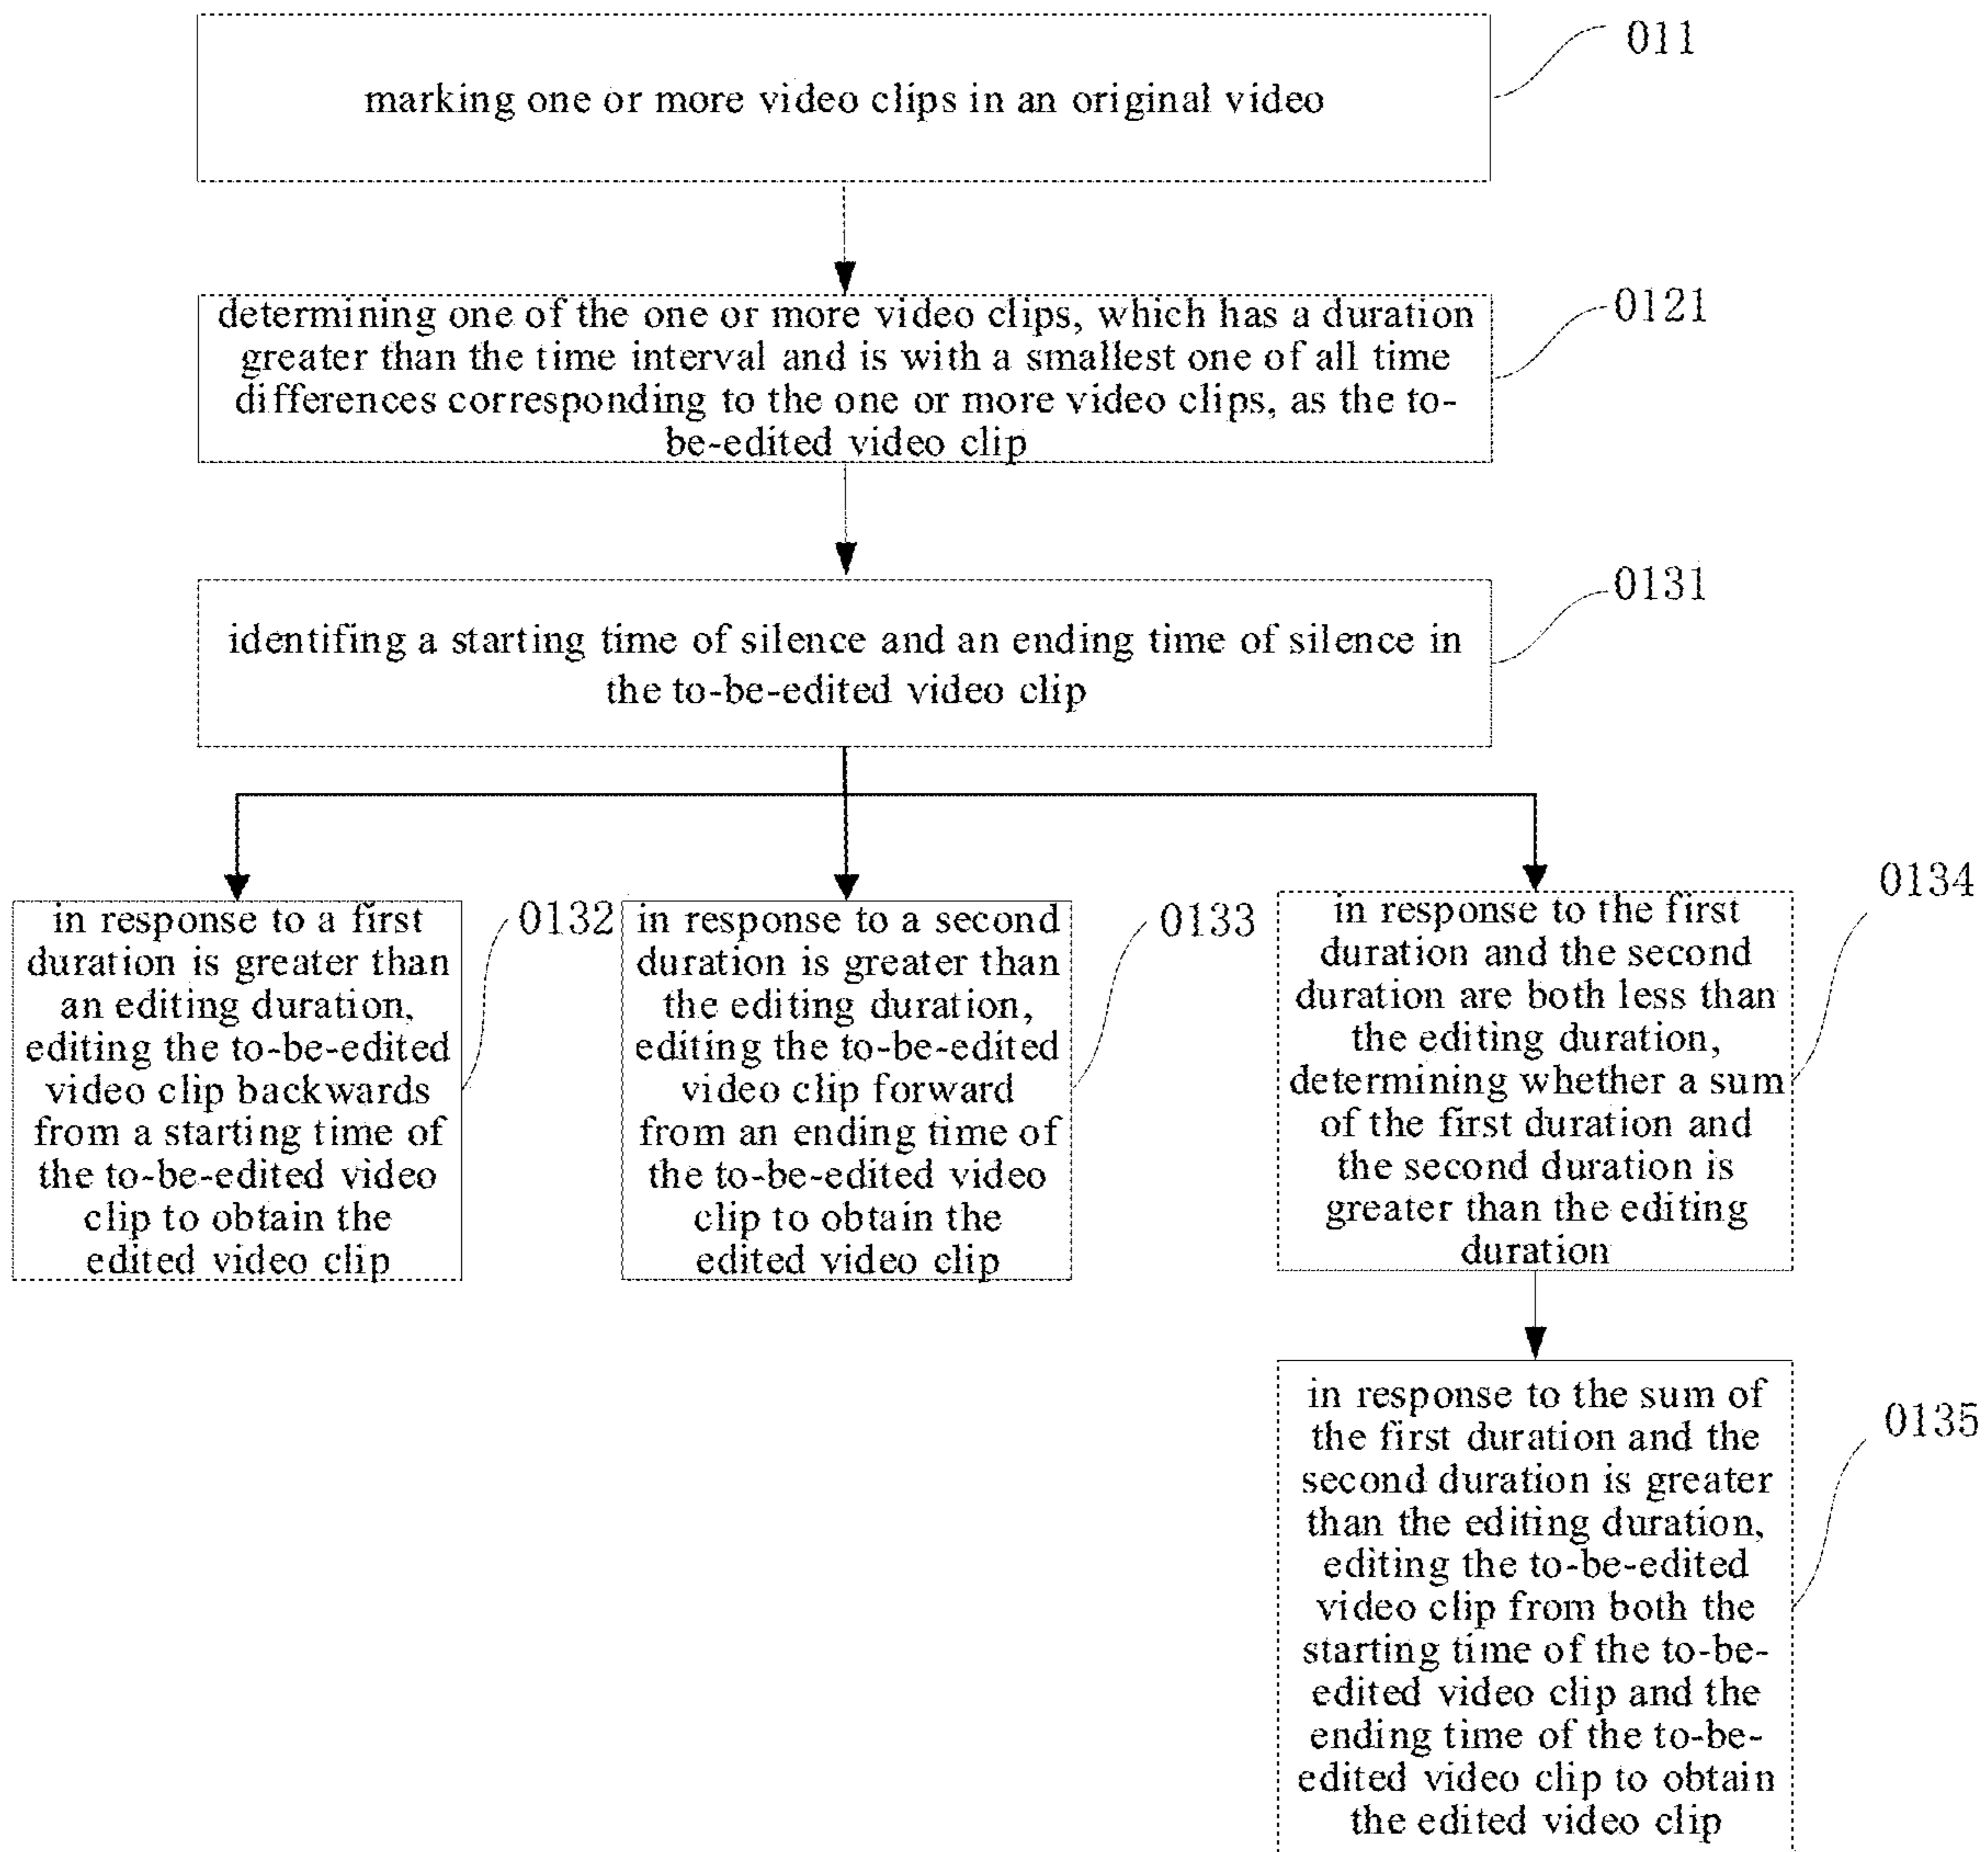 marking one or more video clips in an original video
011
determining one of the one or more video clips, which has a duration
greater than the time interval and is with a smallest one of all time
differences corresponding to the one or more video clips, as the to-
be-edited video clip
0121
identifing a starting time of silence and an ending time of silence in
the to-be-edited video clip
0131
in response to a first
duration is greater than
an editing duration,
editing the to-be-edited
video clip backwards
from a starting time of
the to-be-edited video
clip to obtain the
edited video clip
0132
in response to a second
duration is greater than
the editing duration,
editing the to-be-edited
video clip forward
from an ending time of
the to-be-edited video
clip to obtain the
edited video clip
0133
in response to the first
duration and the second
duration are both less than
the editing duration,
determining whether a sum
of the first duration and
the second duration is
greater than the editing
duration
0134
in response to the sum of
the first duration and the
second duration is greater
than the editing duration,
editing the to-be-edited
video clip from both the
starting time of the to-be-
edited video clip and the
ending time of the to-be-
edited video clip to obtain
the edited video clip
0135